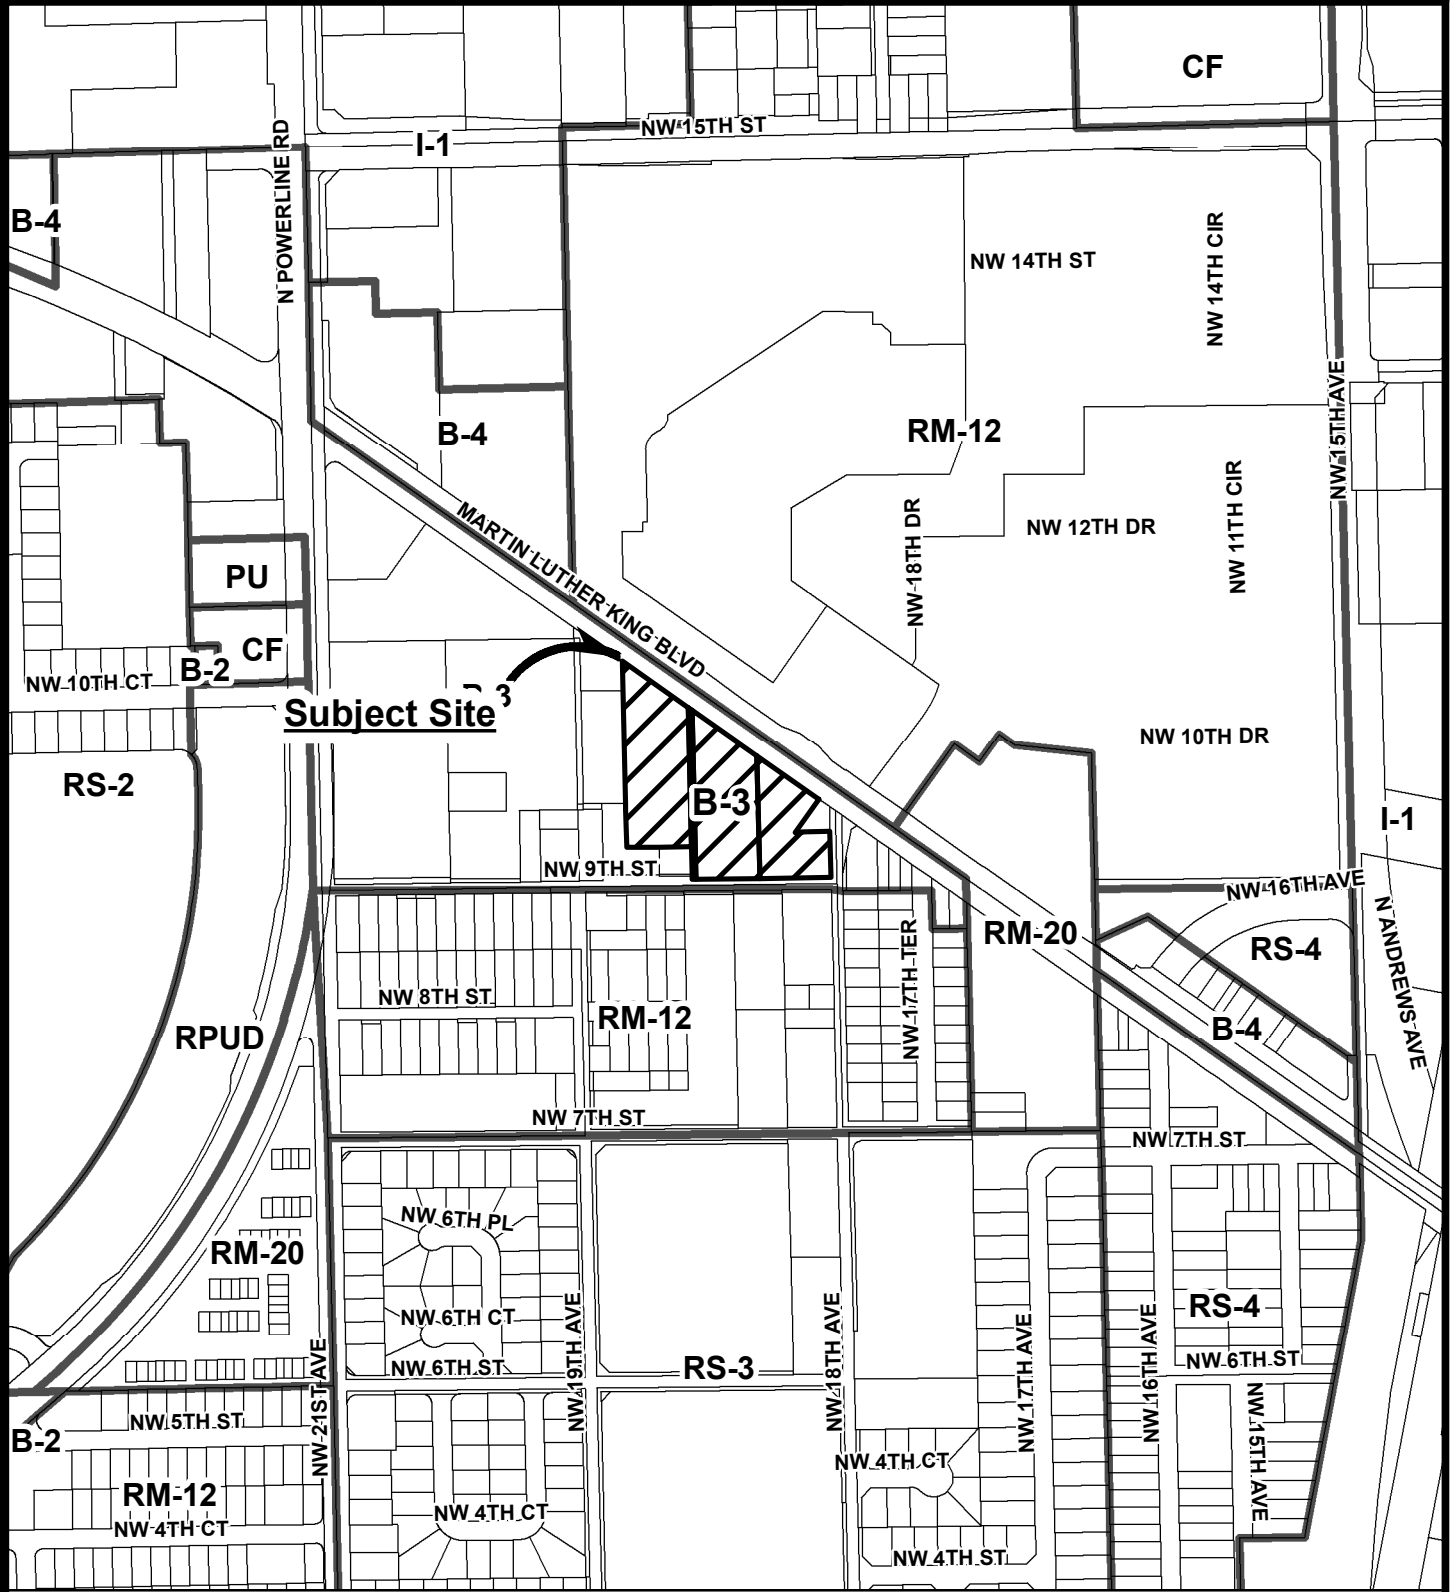 CF
NW 15TH ST
I-1
N POWERLINE RD
B-4
NW 14TH ST
NW 14TH CIR
B-4
RM-12
NW 15TH AVE
NW 11TH CIR
NW 12TH DR
NW 18TH DR
MARTIN LUTHER KING BLVD
PU
CF
B-2
NW 10TH CT
Subject Site
B-3
NW 10TH DR
RS-2
B-3
I-1
NW 9TH ST
NW 16TH AVE
N ANDREWS AVE
RM-20
RS-4
NW 17TH TER
NW 8TH ST
RM-12
B-4
RPUD
NW 7TH ST
NW 7TH ST
NW 6TH PL
RM-20
RS-4
NW 6TH CT
NW 19TH AVE
NW 18TH AVE
NW 17TH AVE
NW 16TH AVE
NW 6TH ST
RS-3
NW 6TH ST
NW 21ST AVE
NW 5TH ST
NW 15TH AVE
B-2
NW 4TH CT
RM-12
NW 4TH CT
NW 4TH CT
NW 4TH ST